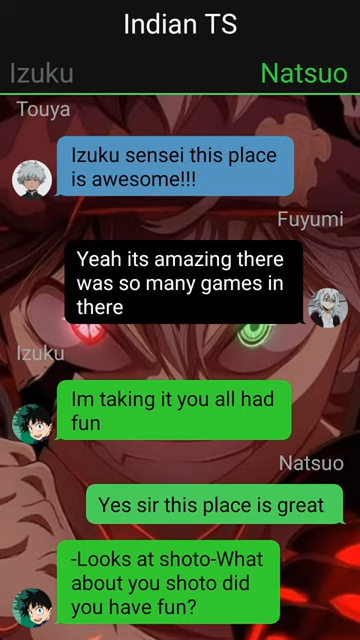 Indian TS
Izuku Natsuo
Touya
Izuku sensei this place
is awesome!!!
Fuyumi
Yeah its amazing there
was so many games in
there
Izuku
Im taking it you all had
fun
Natsuo
Yes sir this place is great
-Looks at shoto-What
about you shoto did
you have fun?